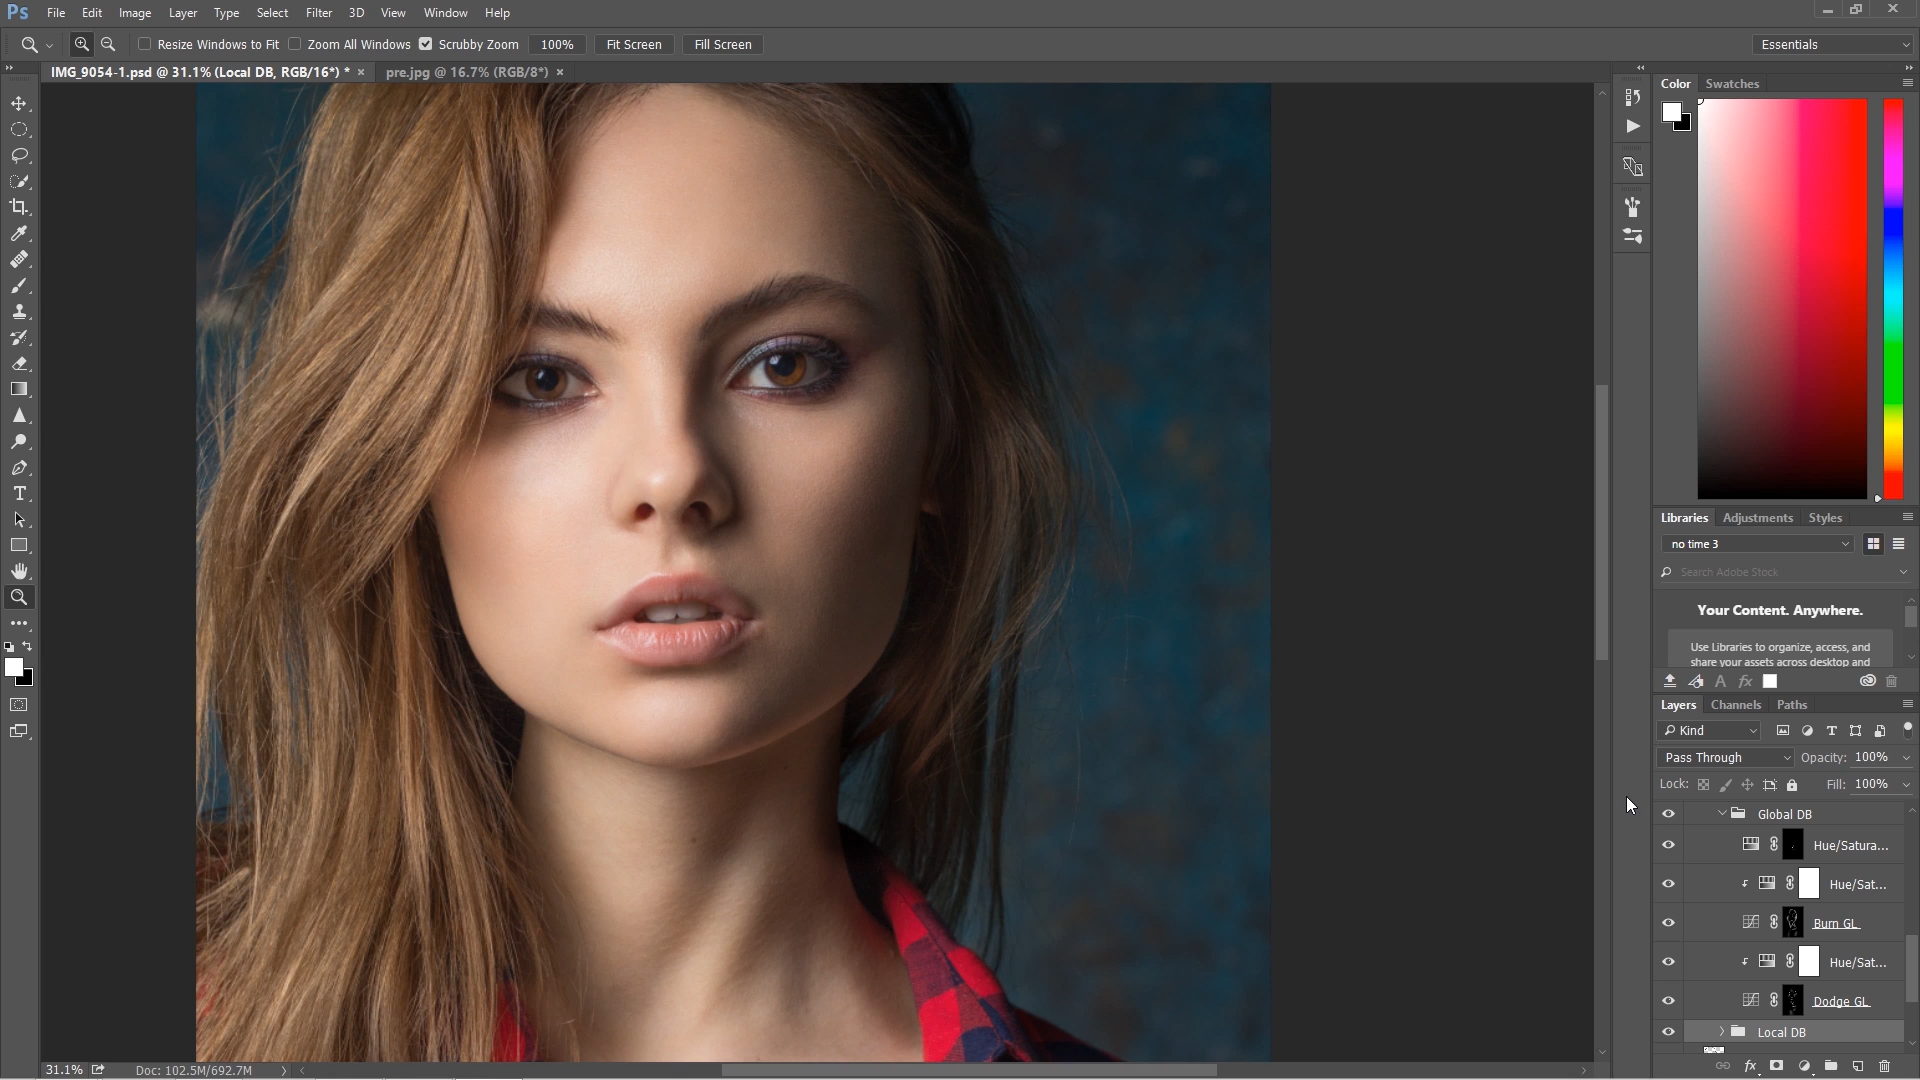 Ps File Edit Image Layer Type Select Filter 3D View Window Help
Resize Windows to Fit Zoom All Windows Scrubby Zoom 100% Fit Screen Fill Screen Essentials
IMG_9054-1.psd @ 31.1% (Local DB, RGB/16*) * × pre.jpg @ 16.7% (RGB/8*) ×
Color Swatches
Libraries Adjustments Styles
no time 3
Search Adobe Stock
Your Content. Anywhere.
Use Libraries to organize, access, and
share your assets across desktop and
Layers Channels Paths
Kind
Pass Through Opacity: 100%
Lock: Fill: 100%
Global DB
Hue/Satura...
Hue/Sat...
Burn GL
Hue/Sat...
Dodge GL
Local DB
31.1% Doc: 102.5M/692.7M